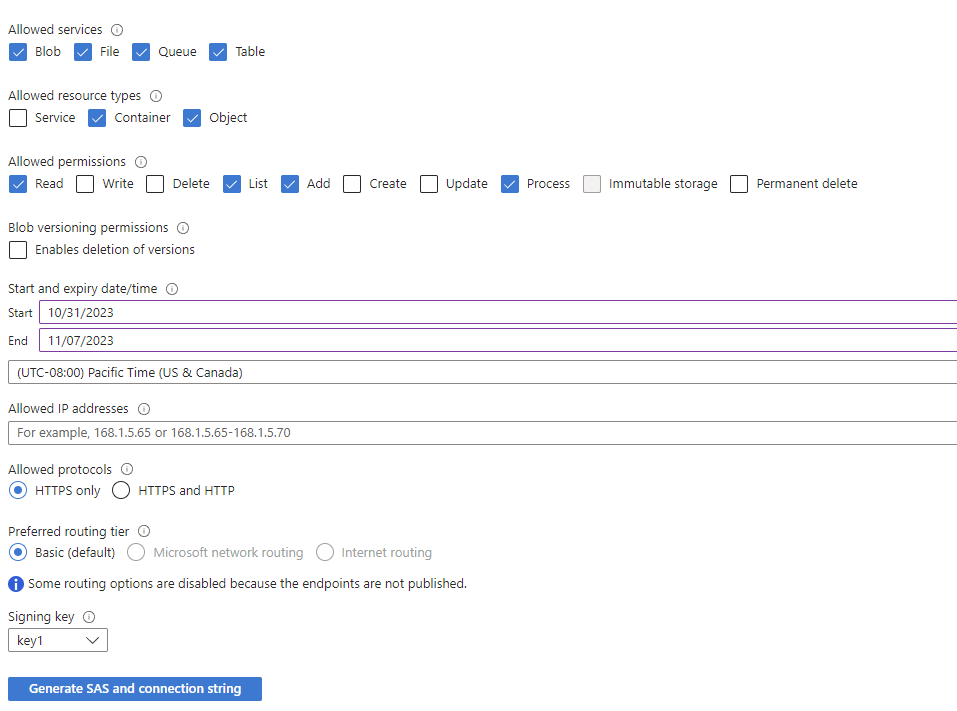 Allowed services
Blob File Queue Table
Allowed resource types
Service Container Object
Allowed permissions
Read Write Delete List Add Create Update Process Immutable storage Permanent delete
Blob versioning permissions
Enables deletion of versions
Start and expiry date/time
Start 10/31/2023
End 11/07/2023
(UTC-08:00) Pacific Time (US & Canada)
Allowed IP addresses
For example, 168.1.5.65 or 168.1.5.65-168.1.5.70
Allowed protocols
HTTPS only HTTPS and HTTP
Preferred routing tier
Basic (default) Microsoft network routing Internet routing
Some routing options are disabled because the endpoints are not published.
Signing key
key1
Generate SAS and connection string